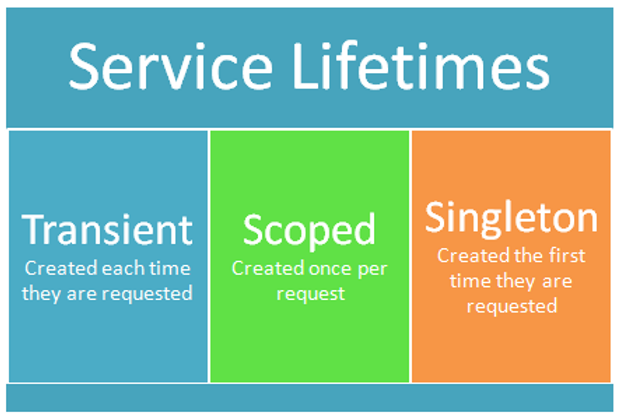 Service Lifetimes
Transient
Created each time
they are requested
Scoped
Created once per
request
Singleton
Created the first
time they are
requested